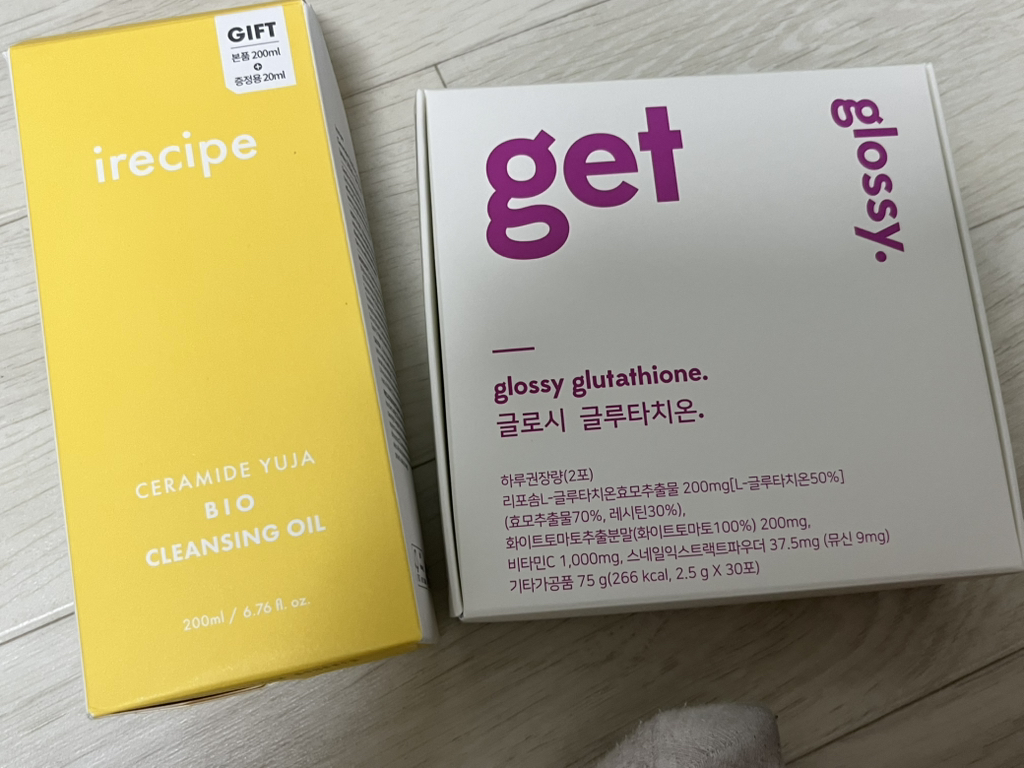 GIFT
본품 200ml
+
증정용 20ml
irecipe
CERAMIDE YUJA
BIO
CLEANSING OIL
200ml / 6.76 fl. oz.
get
glossy.
glossy glutathione.
글로시 글루타치온.
하루권장량(2포)
리포솜L-글루타치온효모추출물 200mg[L-글루타치온50%]
(효모추출물70%, 레시틴30%),
화이트토마토추출분말(화이트토마토100%) 200mg,
비타민C 1,000mg, 스네일익스트랙트파우더 37.5mg (뮤신 9mg)
기타가공품 75 g(266 kcal, 2.5 g X 30포)